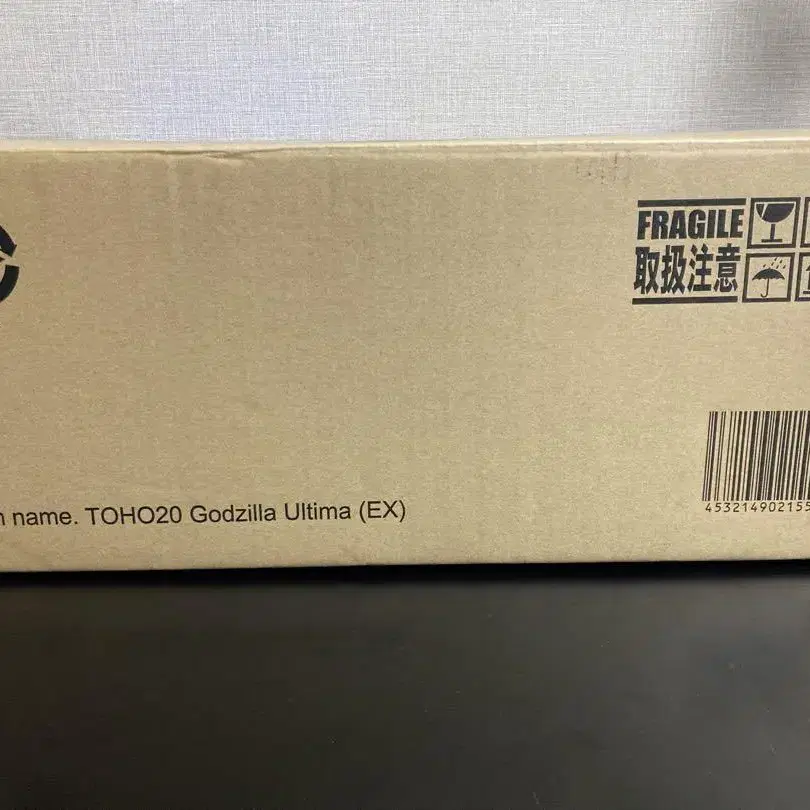 FRAGILE
取扱注意
name. TOHO20 Godzilla Ultima (EX)
453214902155